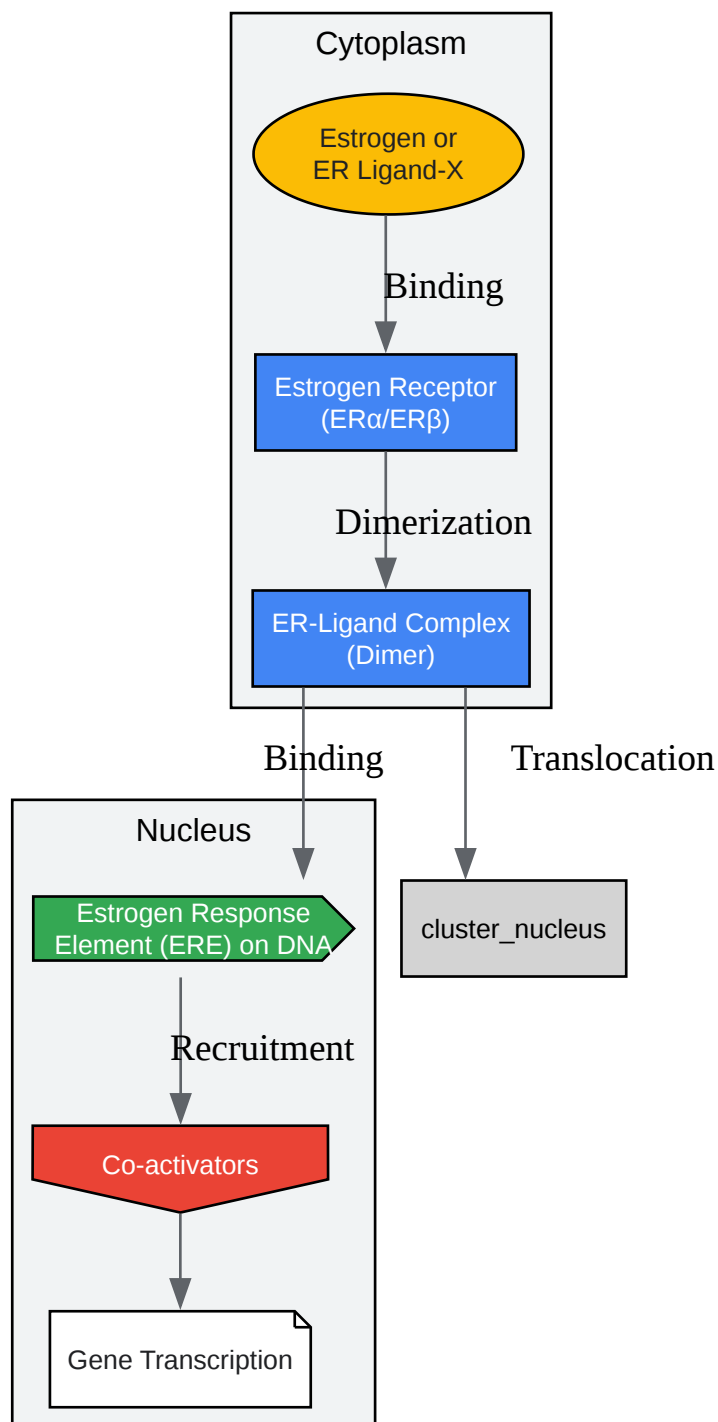 Cytoplasm
Estrogen or
ER Ligand-X
Binding
Estrogen Receptor
(ERα/ERβ)
Dimerization
ER-Ligand Complex
(Dimer)
Binding
Translocation
Nucleus
Estrogen Response
Element (ERE) on DNA
cluster_nucleus
Recruitment
Co-activators
Gene Transcription